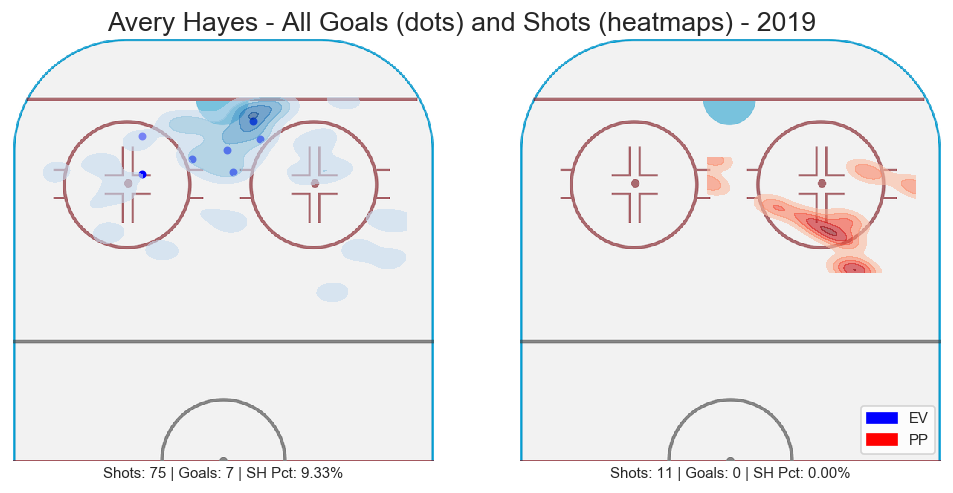 Avery Hayes - All Goals (dots) and Shots (heatmaps) - 2019
EV
PP
Shots: 75 | Goals: 7 | SH Pct: 9.33%
Shots: 11 | Goals: 0 | SH Pct: 0.00%